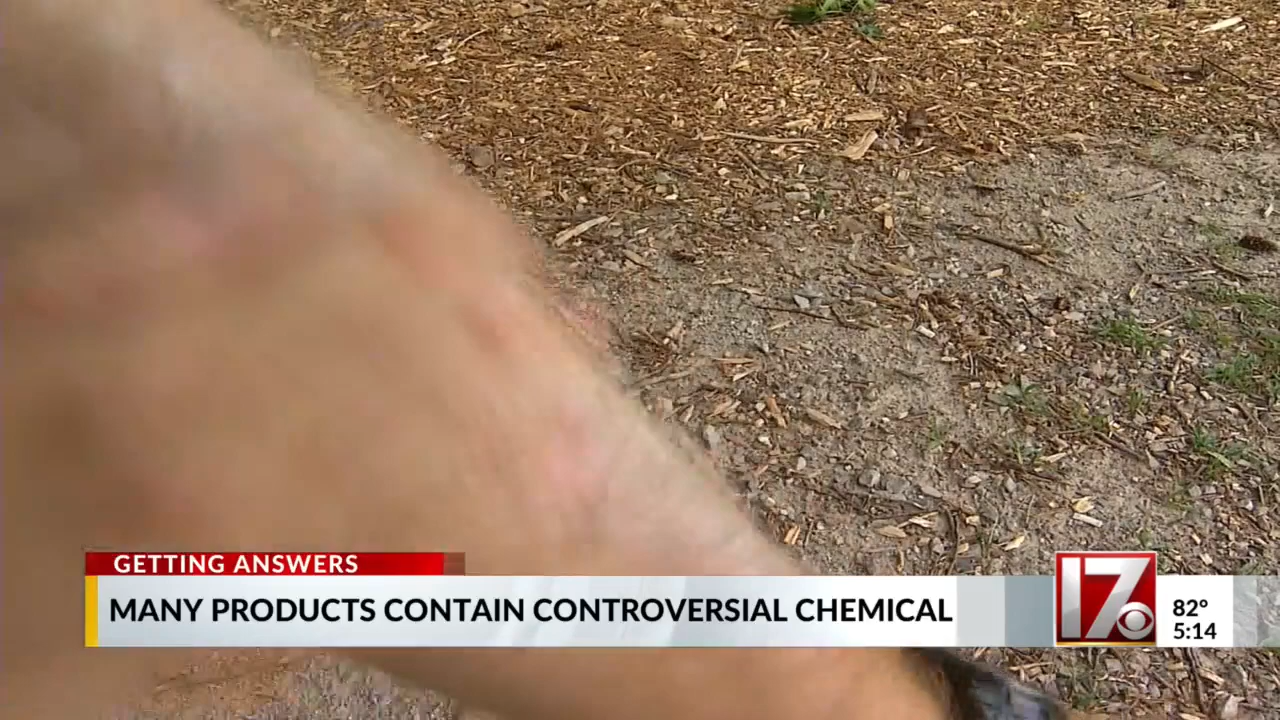 GETTING ANSWERS
MANY PRODUCTS CONTAIN CONTROVERSIAL CHEMICAL
17
82°
5:14